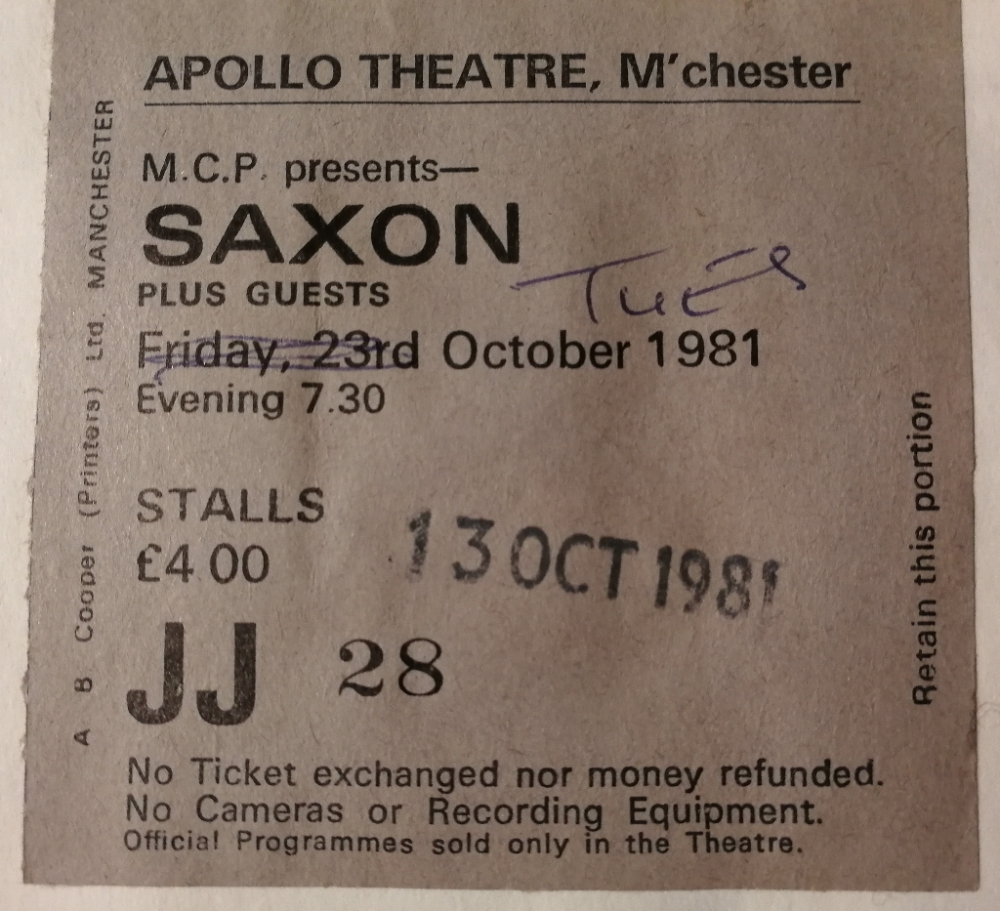 APOLLO THEATRE, M'chester
M.C.P. presents—
SAXON
PLUS GUESTS
TUES
Friday, 23rd October 1981
Evening 7.30
STALLS
£4.00
13 OCT 1981
JJ 28
No Ticket exchanged nor money refunded.
No Cameras or Recording Equipment.
Official Programmes sold only in the Theatre.
A B Cooper (Printers) Ltd. MANCHESTER
Retain this portion